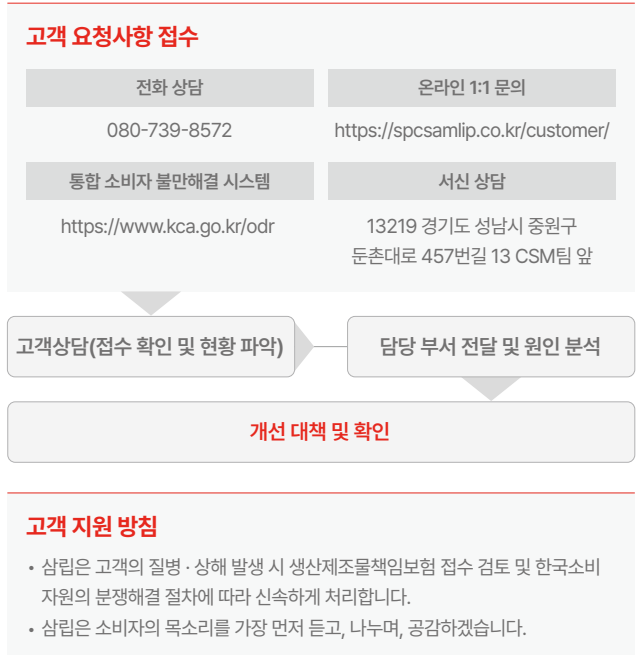 고객 요청사항 접수
전화 상담
온라인 1:1 문의
080-739-8572
https://spcsamlip.co.kr/customer/
통합 소비자 불만해결 시스템
서신 상담
https://www.kca.go.kr/odr
13219 경기도 성남시 중원구
둔촌대로 457번길 13 CSM팀 앞
고객상담(접수 확인 및 현황 파악)
담당 부서 전달 및 원인 분석
개선 대책 및 확인
고객 지원 방침
• 삼립은 고객의 질병 · 상해 발생 시 생산제조물책임보험 접수 검토 및 한국소비
자원의 분쟁해결 절차에 따라 신속하게 처리합니다.
• 삼립은 소비자의 목소리를 가장 먼저 듣고, 나누며, 공감하겠습니다.